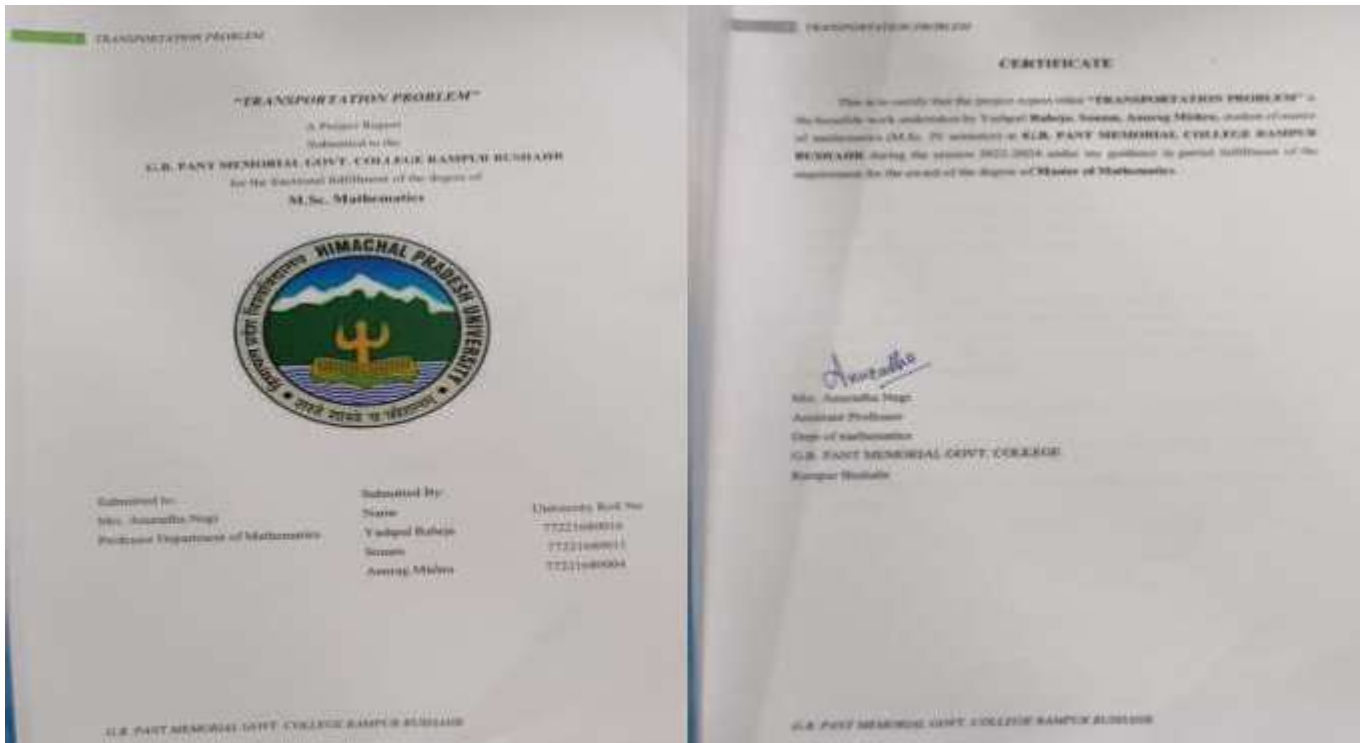 TRANSPORTATION PROBLEM
"TRANSPORTATION PROBLEM"
A Project Report
Submitted to the
G.B. PANT MEMORIAL GOVT. COLLEGE RAMPUR BUSHAHR
for the fulfillment of the degree of
M.Sc. Mathematics
हिमाचल प्रदेश विश्वविद्यालय
HIMACHAL PRADESH UNIVERSITY
Submitted to:
Mrs. Anuradha Negi
Professor Department of Mathematics
Submitted By:
Name
University Roll No
Yashpal
Sonam
Anurag Mishra
G.B. PANT MEMORIAL GOVT. COLLEGE RAMPUR BUSHAHR
TRANSPORTATION PROBLEM
CERTIFICATE
This is to certify that the project report "TRANSPORTATION PROBLEM" is
the bonafide work undertaken by Sonam, Anurag Mishra, student of master
of mathematics (M.Sc. IV semester) at G.B. PANT MEMORIAL COLLEGE RAMPUR
BUSHAHR during the session 2022-2024 under my guidance in partial fulfillment of the
requirement for the award of the degree of Master of Mathematics
Anuradha
Mrs. Anuradha Negi
Assistant Professor
Dept of mathematics
G.B. PANT MEMORIAL GOVT. COLLEGE
Rampur
G.B. PANT MEMORIAL GOVT. COLLEGE RAMPUR BUSHAHR